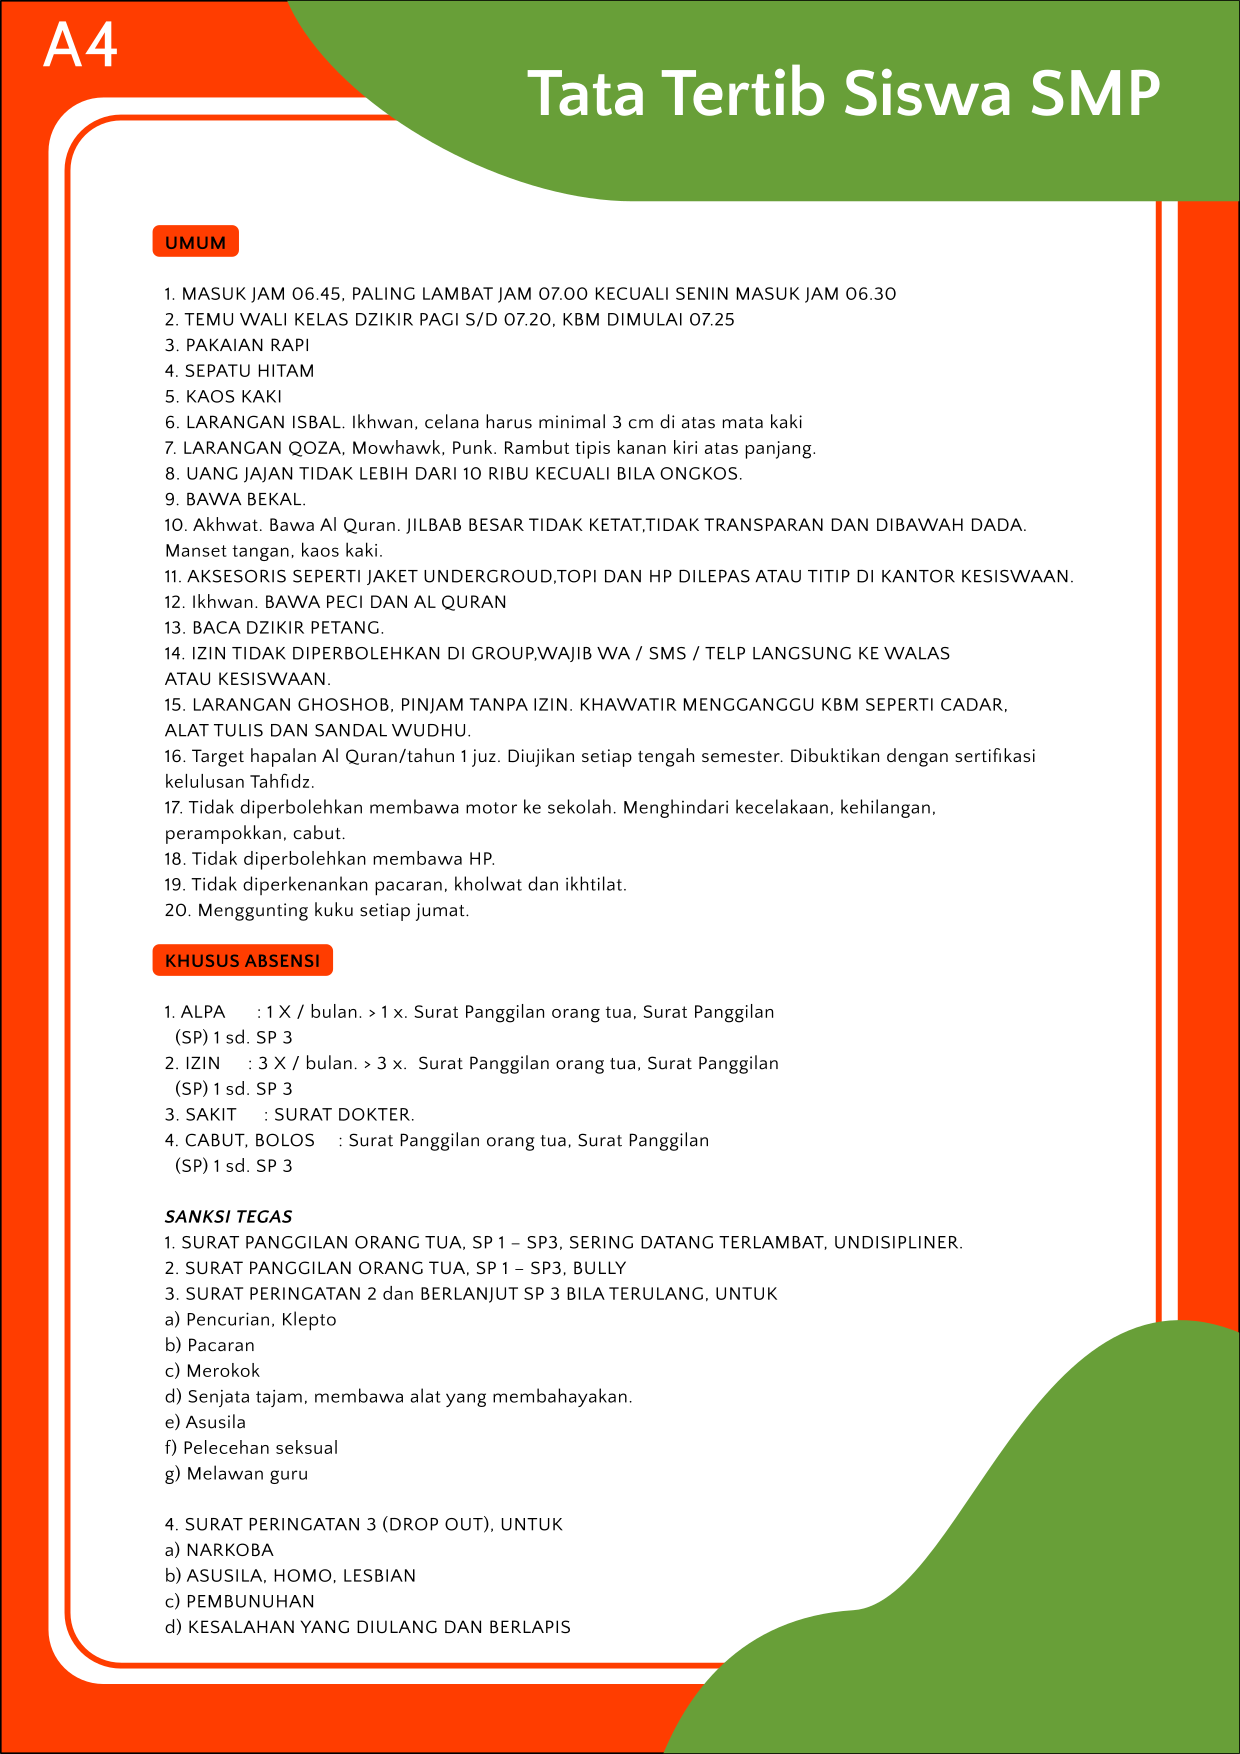 A4
Tata Tertib Siswa SMP
UMUM
1. MASUK JAM 06.45, PALING LAMBAT JAM 07.00 KECUALI SENIN MASUK JAM 06.30
2. TEMU WALI KELAS DZIKIR PAGI S/D 07.20, KBM DIMULAI 07.25
3. PAKAIAN RAPI
4. SEPATU HITAM
5. KAOS KAKI
6. LARANGAN ISBAL. Ikhwan, celana harus minimal 3 cm di atas mata kaki
7. LARANGAN QOZA, Mowhawk, Punk. Rambut tipis kanan kiri atas panjang.
8. UANG JAJAN TIDAK LEBIH DARI 10 RIBU KECUALI BILA ONGKOS.
9. BAWA BEKAL.
10. Akhwat. Bawa Al Quran. JILBAB BESAR TIDAK KETAT,TIDAK TRANSPARAN DAN DIBAWAH DADA.
Manset tangan, kaos kaki.
11. AKSESORIS SEPERTI JAKET UNDERGROUD,TOPI DAN HP DILEPAS ATAU TITIP DI KANTOR KESISWAAN.
12. Ikhwan. BAWA PECI DAN AL QURAN
13. BACA DZIKIR PETANG.
14. IZIN TIDAK DIPERBOLEHKAN DI GROUP,WAJIB WA / SMS / TELP LANGSUNG KE WALAS
ATAU KESISWAAN.
15. LARANGAN GHOSHOB, PINJAM TANPA IZIN. KHAWATIR MENGGANGGU KBM SEPERTI CADAR,
ALAT TULIS DAN SANDAL WUDHU.
16. Target hapalan Al Quran/tahun 1 juz. Diujikan setiap tengah semester. Dibuktikan dengan sertifikasi
kelulusan Tahfidz.
17. Tidak diperbolehkan membawa motor ke sekolah. Menghindari kecelakaan, kehilangan,
perampokkan, cabut.
18. Tidak diperbolehkan membawa HP.
19. Tidak diperkenankan pacaran, kholwat dan ikhtilat.
20. Menggunting kuku setiap jumat.
KHUSUS ABSENSI
1. ALPA : 1 X / bulan. > 1 x. Surat Panggilan orang tua, Surat Panggilan
(SP) 1 sd. SP 3
2. IZIN : 3 X / bulan. > 3 x. Surat Panggilan orang tua, Surat Panggilan
(SP) 1 sd. SP 3
3. SAKIT : SURAT DOKTER.
4. CABUT, BOLOS : Surat Panggilan orang tua, Surat Panggilan
(SP) 1 sd. SP 3
SANKSI TEGAS
1. SURAT PANGGILAN ORANG TUA, SP 1 – SP3, SERING DATANG TERLAMBAT, UNDISIPLINER.
2. SURAT PANGGILAN ORANG TUA, SP 1 – SP3, BULLY
3. SURAT PERINGATAN 2 dan BERLANJUT SP 3 BILA TERULANG, UNTUK
a) Pencurian, Klepto
b) Pacaran
c) Merokok
d) Senjata tajam, membawa alat yang membahayakan.
e) Asusila
f) Pelecehan seksual
g) Melawan guru
4. SURAT PERINGATAN 3 (DROP OUT), UNTUK
a) NARKOBA
b) ASUSILA, HOMO, LESBIAN
c) PEMBUNUHAN
d) KESALAHAN YANG DIULANG DAN BERLAPIS